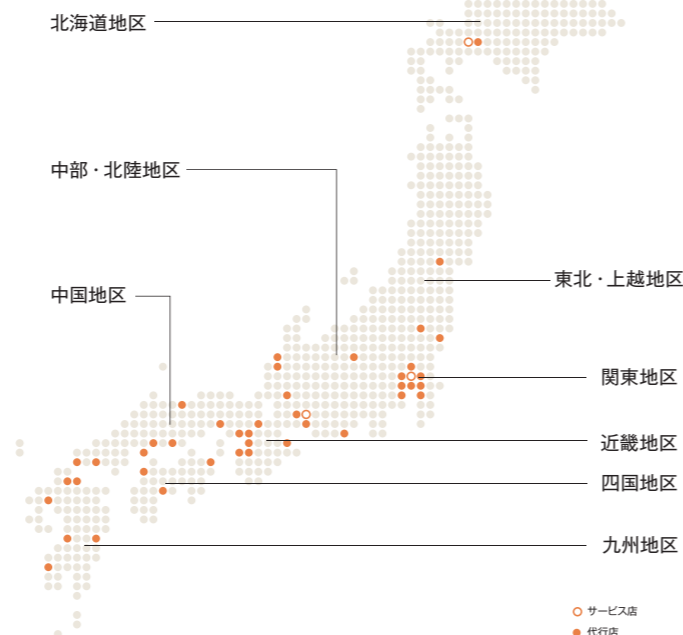 北海道地区
中部・北陸地区
東北・上越地区
中国地区
関東地区
近畿地区
四国地区
九州地区
サービス店
代行店